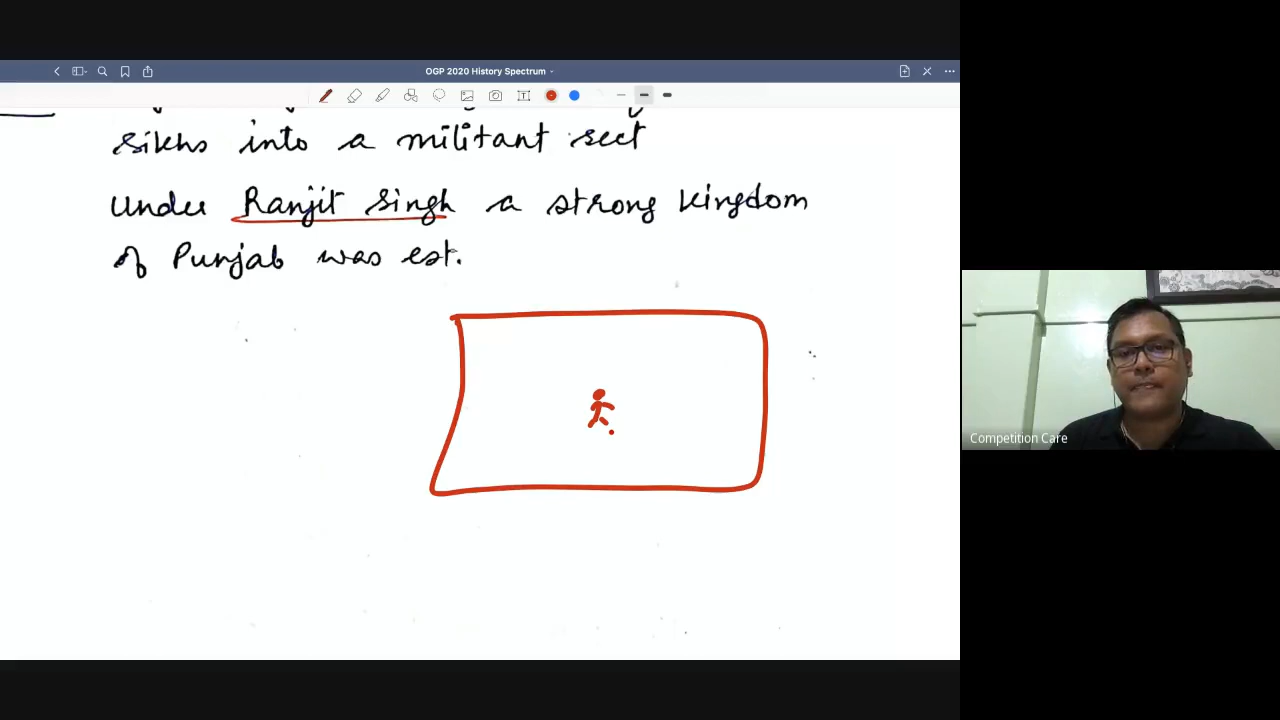 OGP 2020 History Spectrum
sikhs into a militant sect
Under Ranjit Singh a strong kingdom
of Punjab was est.
Competition Care